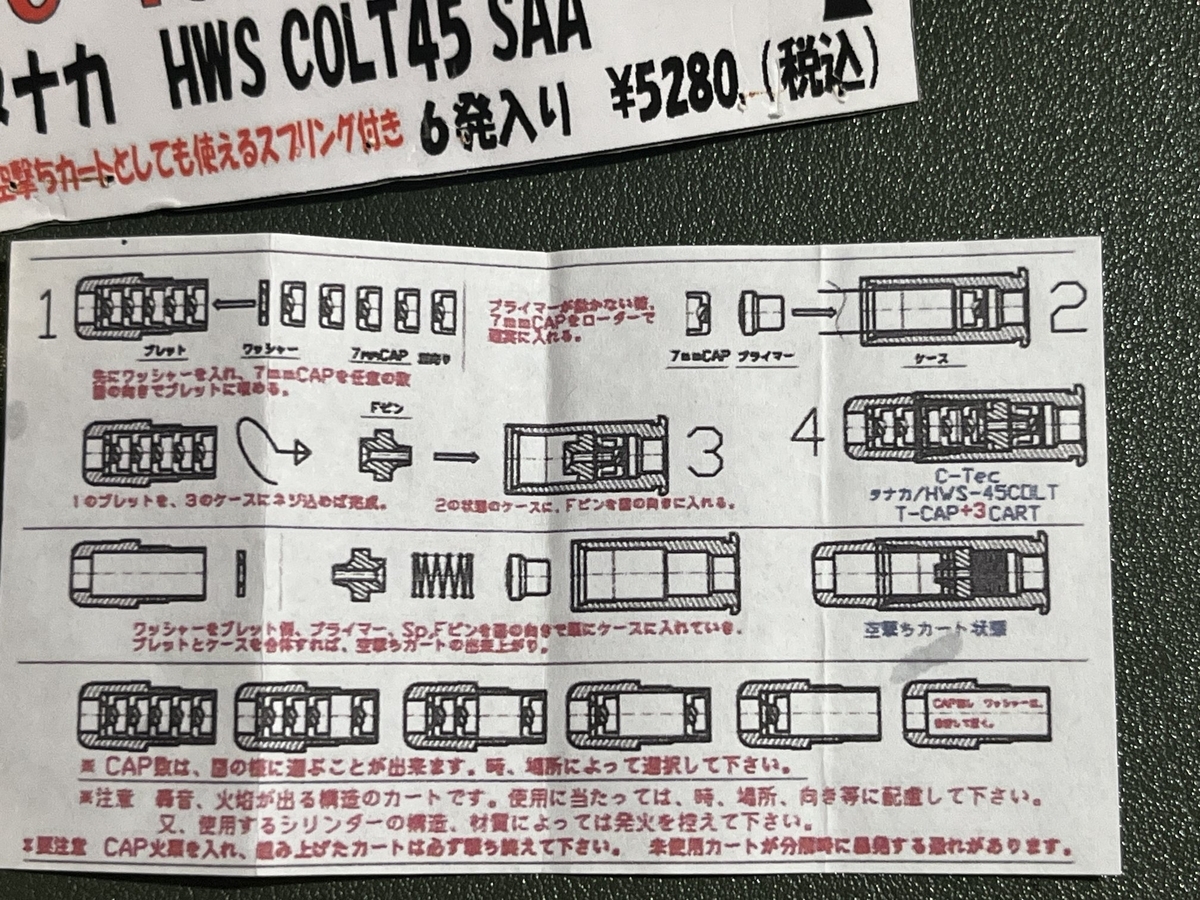 タナカ HWS COLT45 SAA
空撃ちカートとしても使えるスプリング付き 6発入り ¥5280.(税込)
1
ブレット
ワッシャー
7mmCAP
先にワッシャーを入れ、7mmCAPを任意の数
図の向きでブレットに収める。
プライマーが動かない様、
7mmCAPをローダーで
確実に入れる。
7mmCAP プライマー
ケース
2
Fピン
1のブレットを、3のケースにネジ込めば完成。
3
2の状態のケースに、Fピンを図の向きに入れる。
4
C-Tec
タナカ/HWS-45COLT
T-CAP+3CART
ワッシャーをブレット側、プライマー、Sp,Fピンを図の向きで順にケースに入れていき、
ブレットとケースを合体すれば、空撃ちカートの出来上がり。
空撃ちカート状態
CAP無し ワッシャーは、
※ CAP数は、図の様に選ぶことが出来ます。時、場所によって選択して下さい。
※注意 轟音、火焔が出る構造のカートです。使用に当たっては、時、場所、向き等に配慮して下さい。
又、使用するシリンダーの構造、材質によっては発火を控えて下さい。
※要注意 CAP火薬を入れ、組み上げたカートは必ず撃ち終えて下さい。 未使用カートが分解時に暴発する恐れがあります。